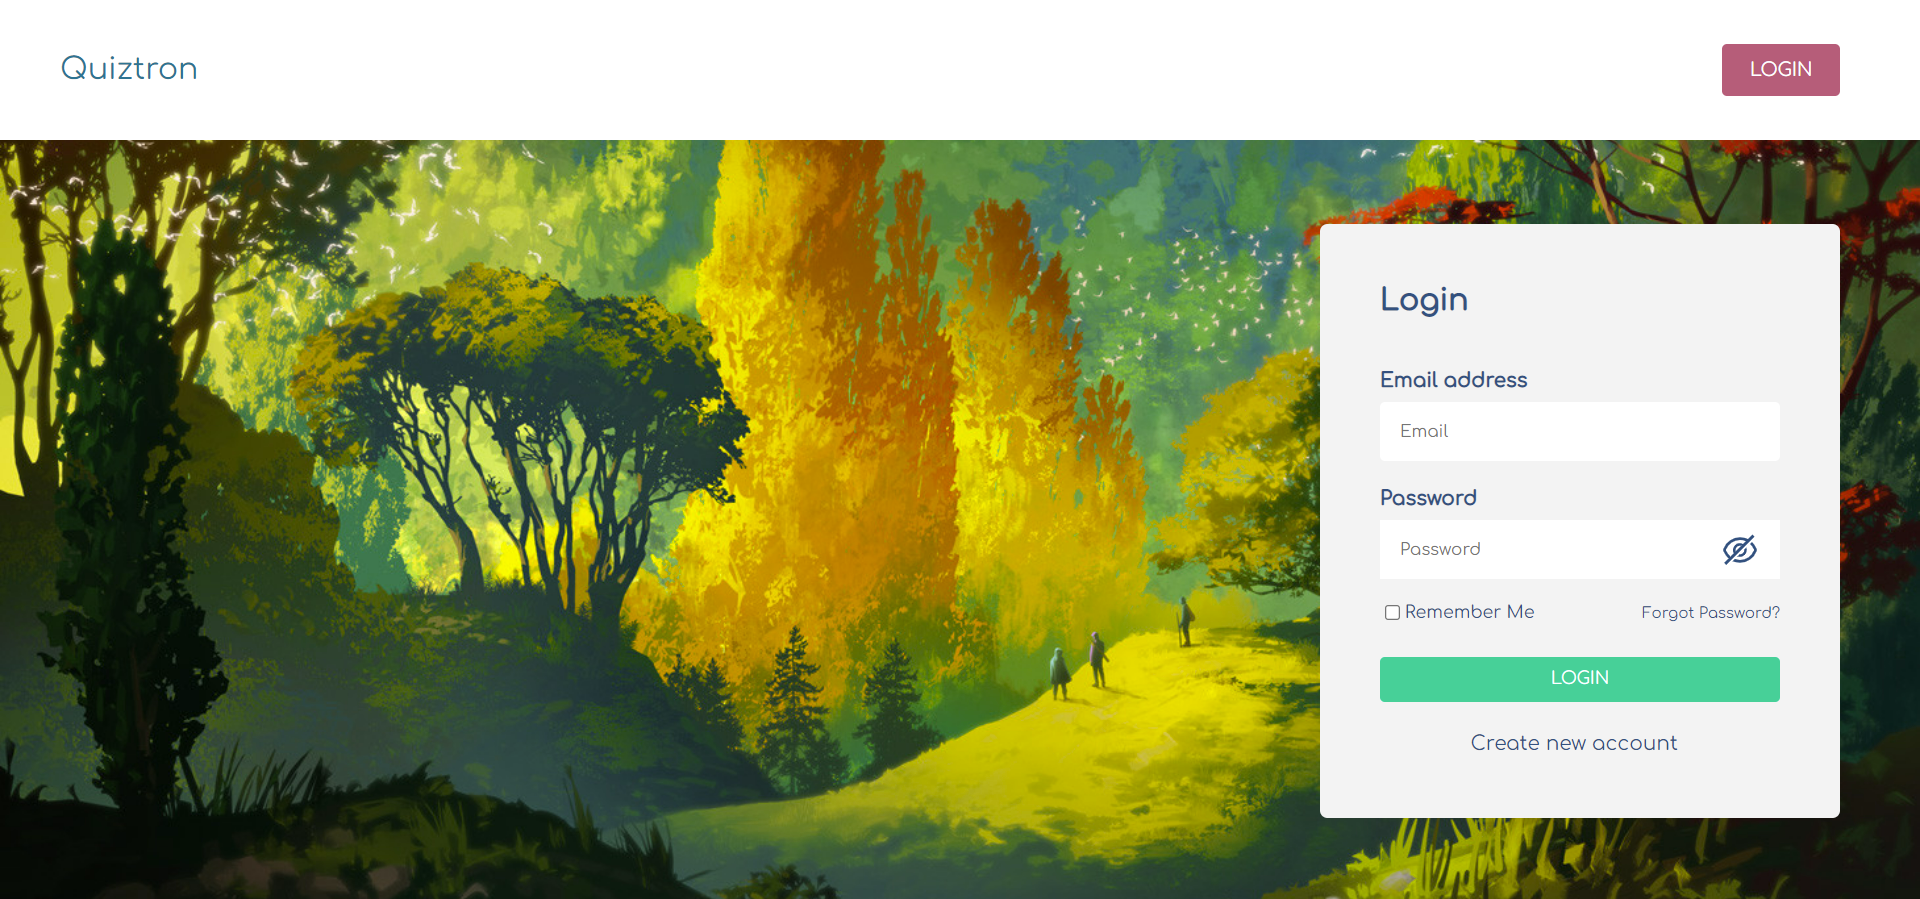 Quiztron
LOGIN
Login
Email address
Email
Password
Password
Remember Me
Forgot Password?
LOGIN
Create new account